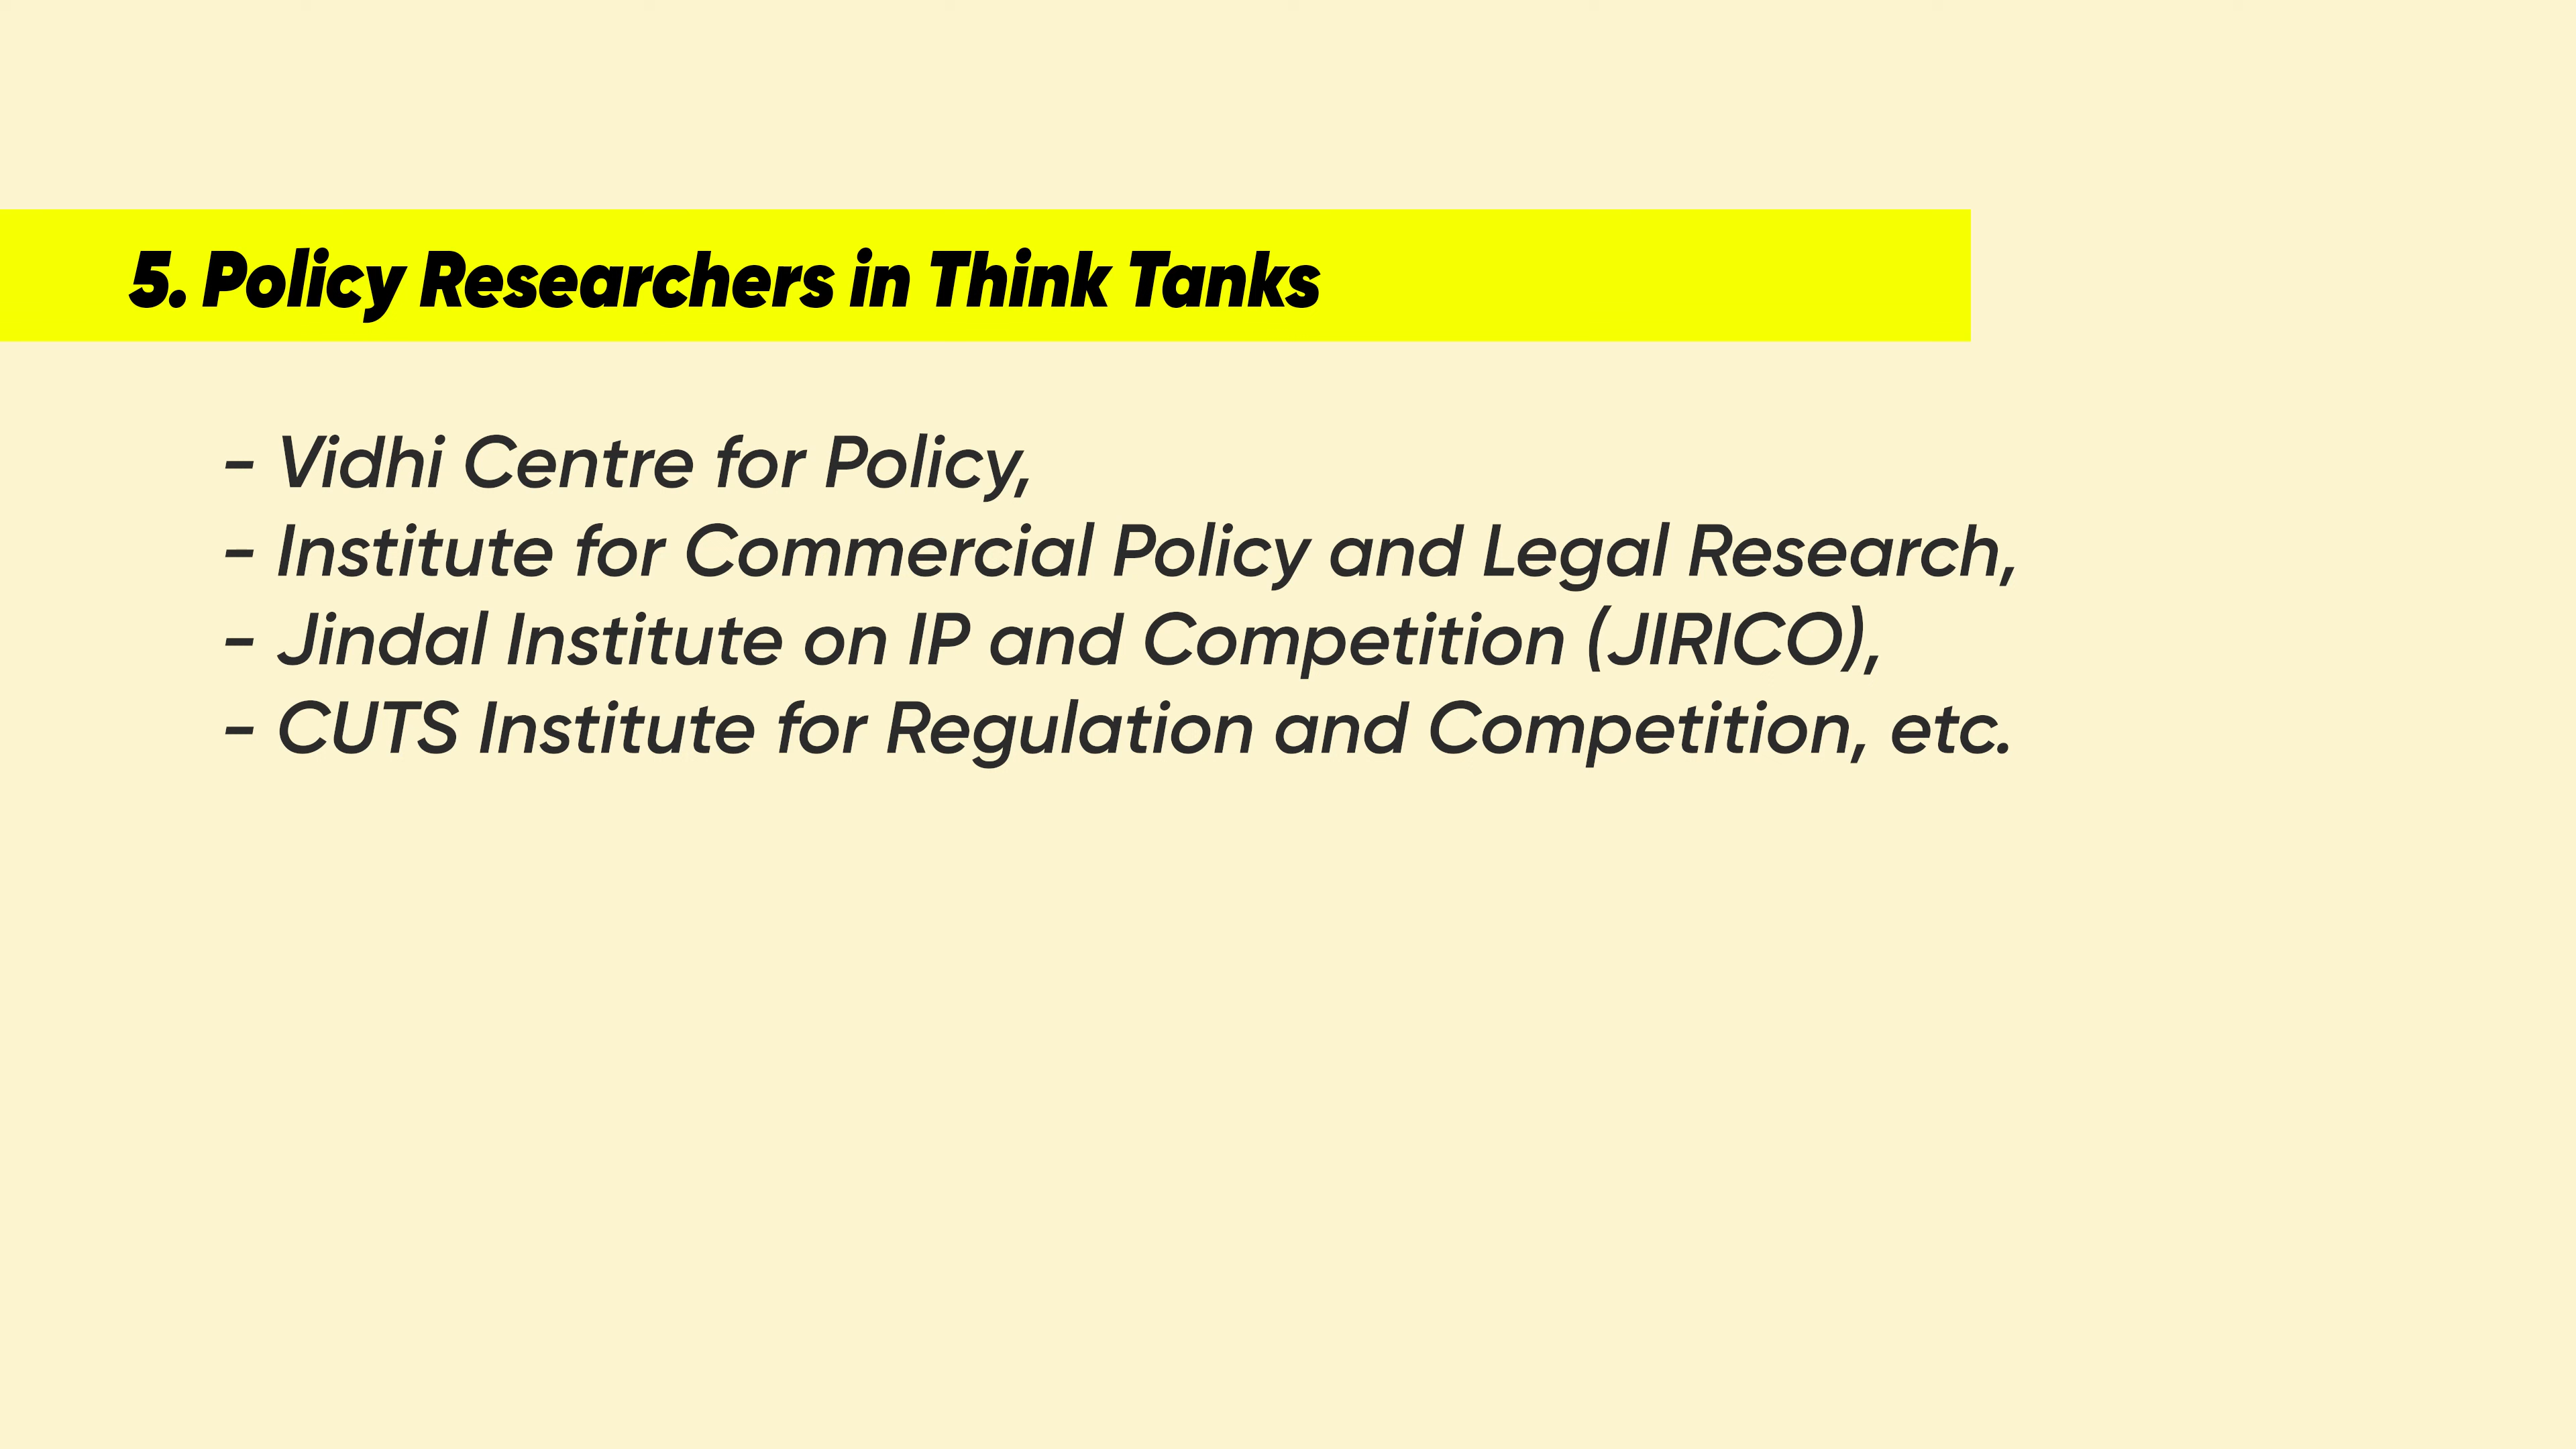 5. Policy Researchers in Think Tanks
- Vidhi Centre for Policy,
- Institute for Commercial Policy and Legal Research,
- Jindal Institute on IP and Competition (JIRICO),
- CUTS Institute for Regulation and Competition, etc.